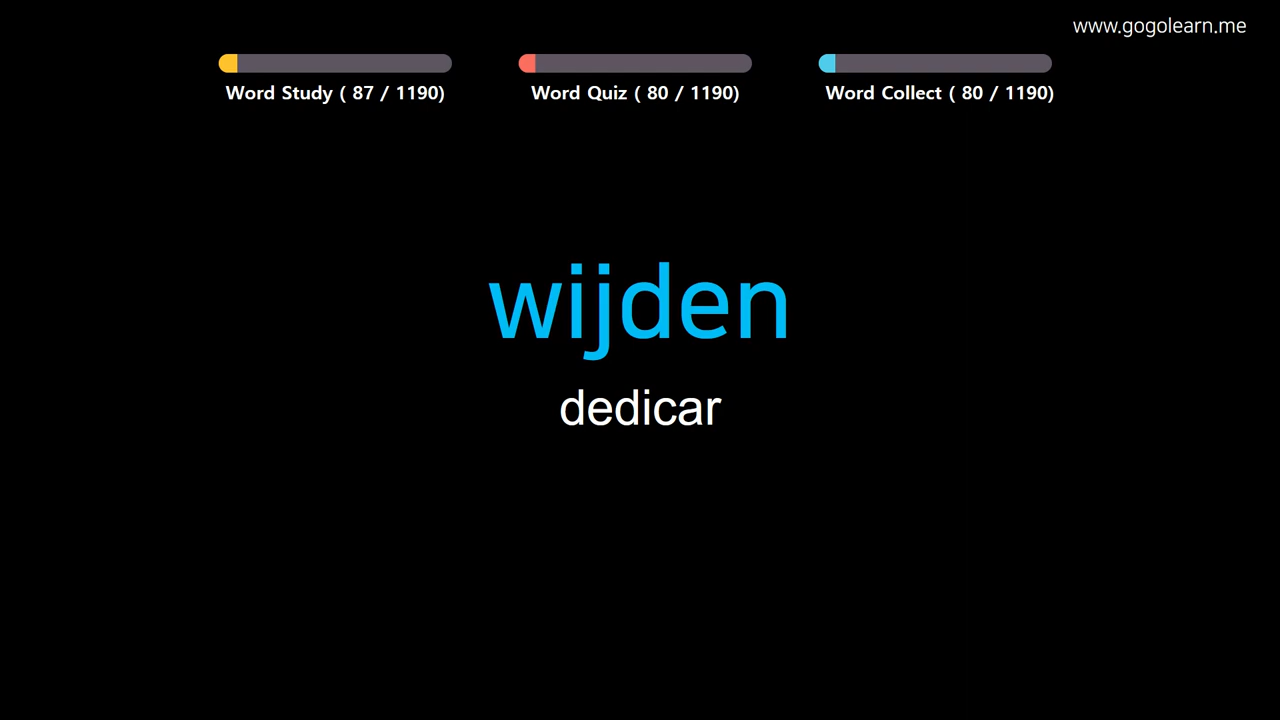 www.gogolearn.me
Word Study ( 87 / 1190)
Word Quiz ( 80 / 1190)
Word Collect ( 80 / 1190)
wijden
dedicar